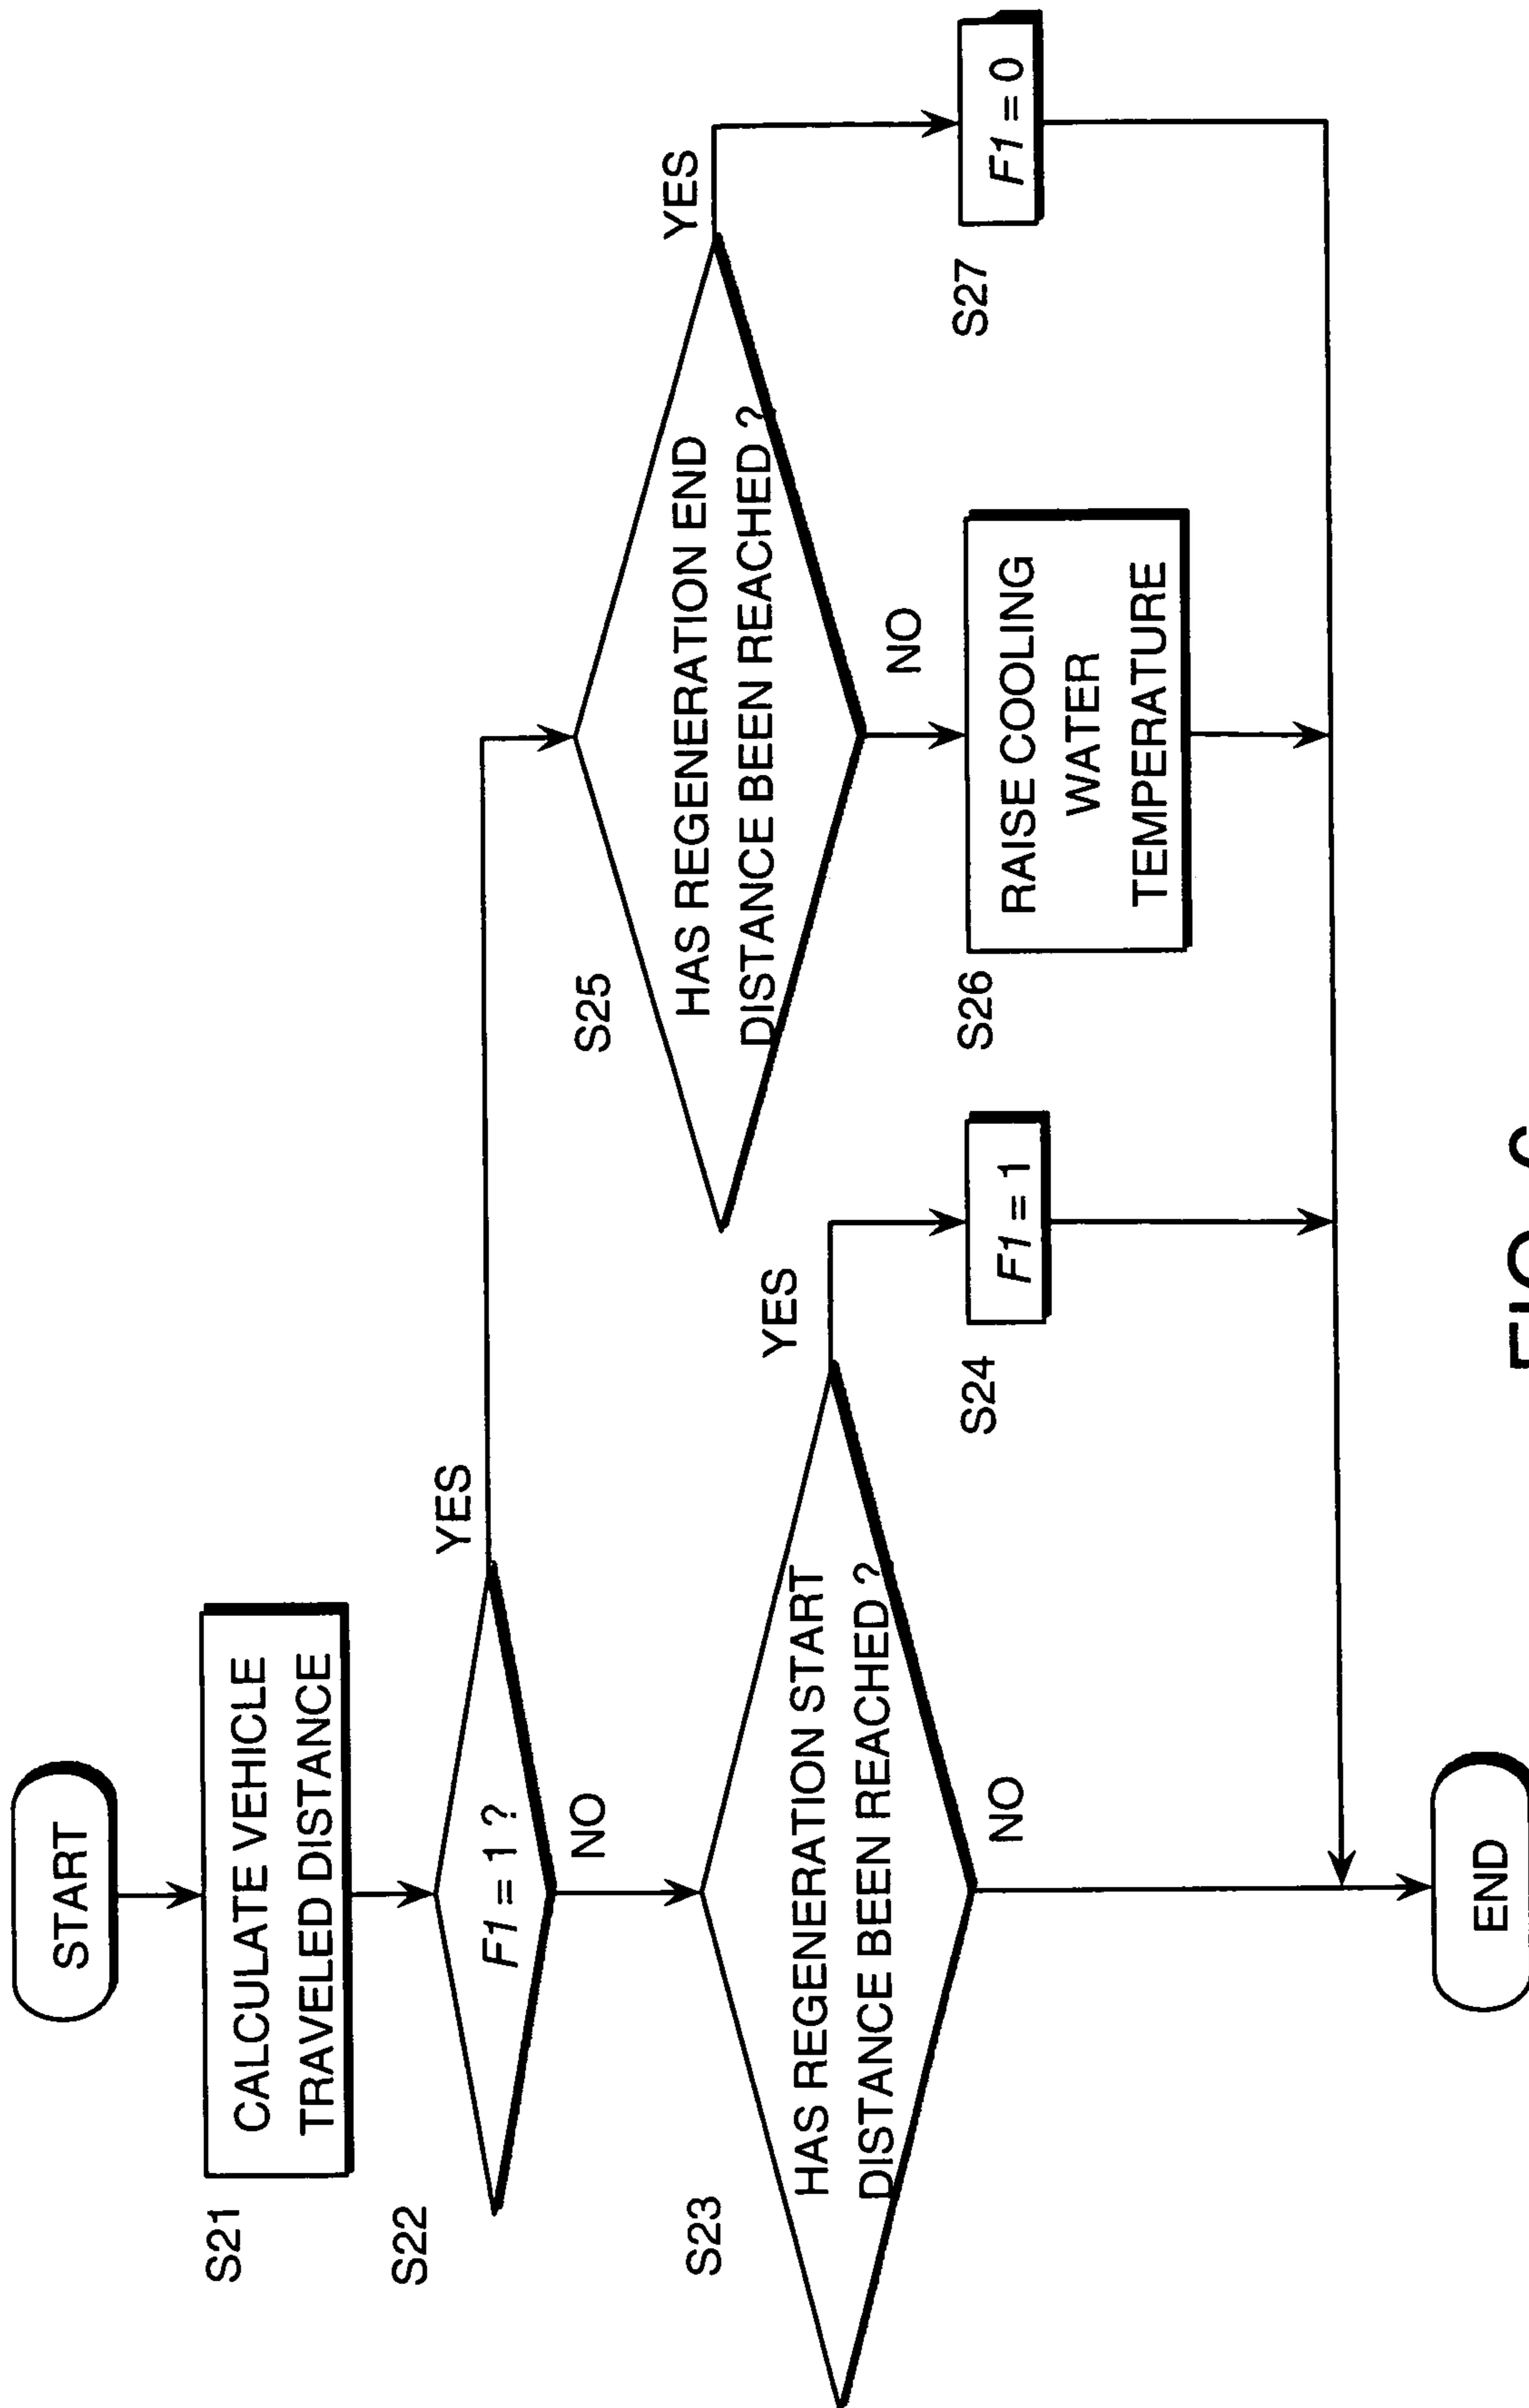 START
S21
CALCULATE VEHICLE
TRAVELED DISTANCE
S22
F1 = 1 ?
YES
NO
S23
HAS REGENERATION START
DISTANCE BEEN REACHED ?
YES
NO
S24
F1 = 1
S25
HAS REGENERATION END
DISTANCE BEEN REACHED ?
YES
NO
S26
RAISE COOLING
WATER
TEMPERATURE
S27
F1 = 0
END